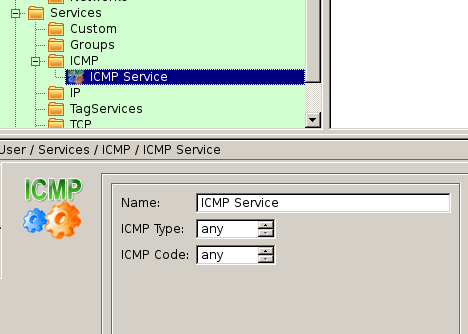 Networks
Services
Custom
Groups
ICMP
ICMP Service
IP
TagServices
TCP
User / Services / ICMP / ICMP Service
ICMP
Name: ICMP Service
ICMP Type: any
ICMP Code: any